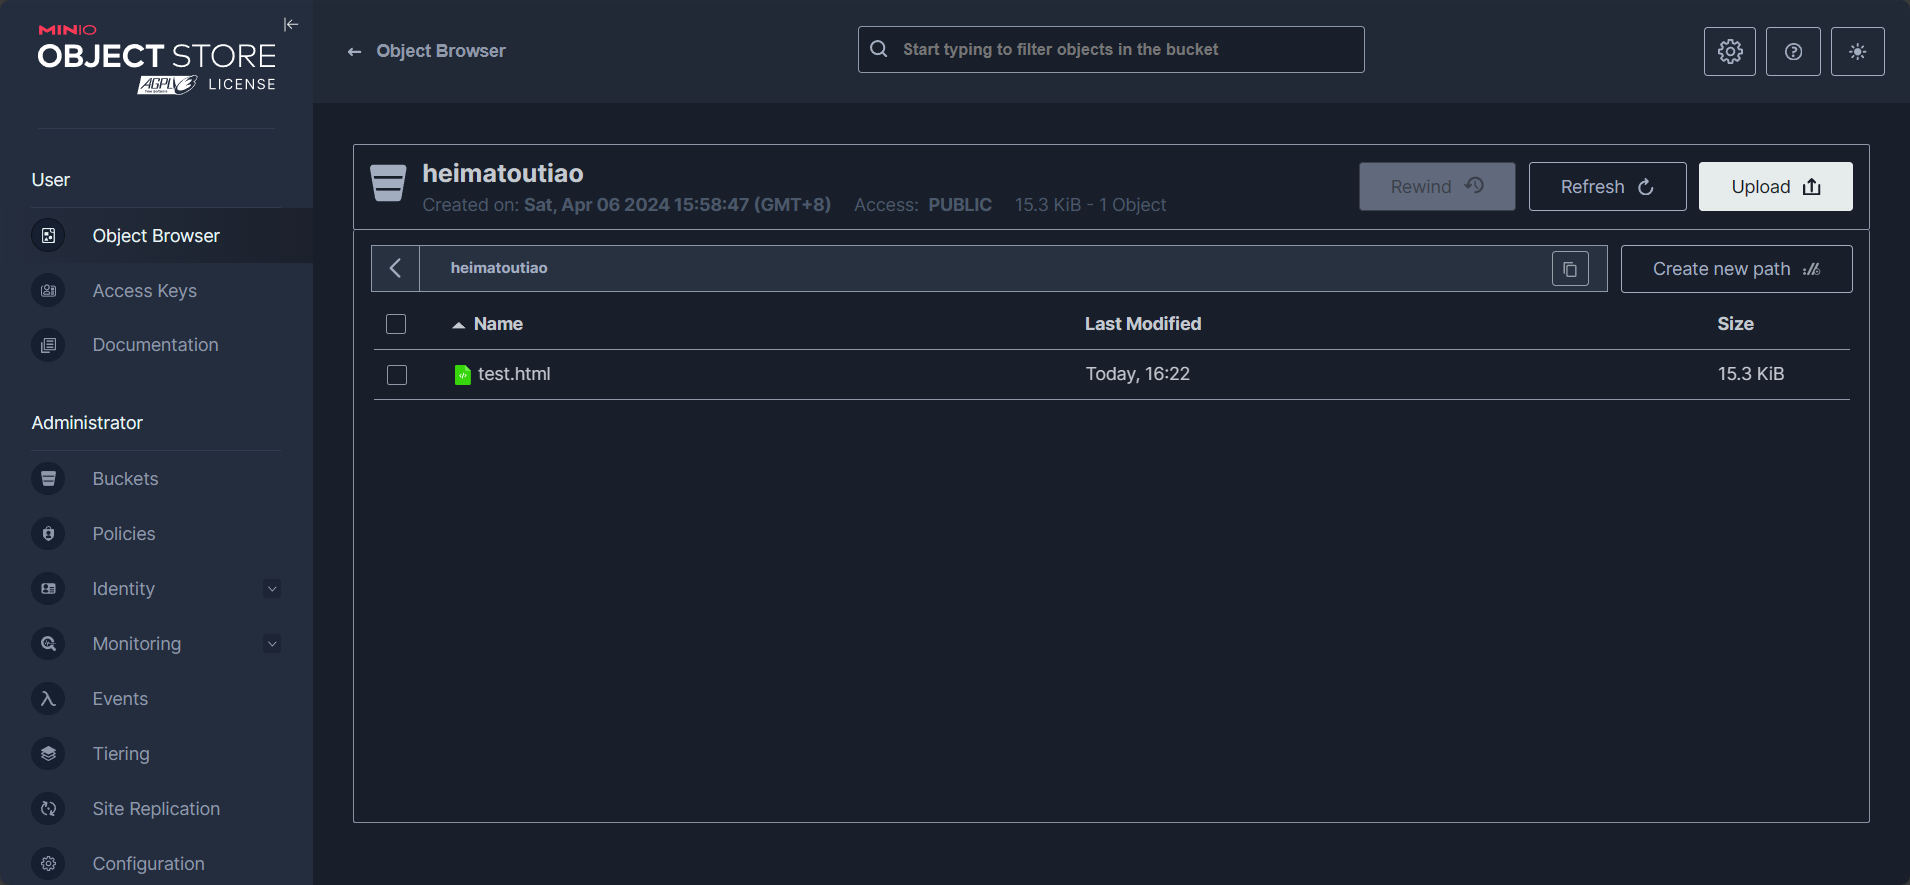 MINIO
OBJECT STORE
AGPLv3 LICENSE
User
Object Browser
Access Keys
Documentation
Administrator
Buckets
Policies
Identity
Monitoring
Events
Tiering
Site Replication
Configuration
← Object Browser
Start typing to filter objects in the bucket
heimatoutiao
Created on: Sat, Apr 06 2024 15:58:47 (GMT+8) Access: PUBLIC 15.3 KiB - 1 Object
Rewind
Refresh
Upload
heimatoutiao
Create new path
Name Last Modified Size
test.html Today, 16:22 15.3 KiB